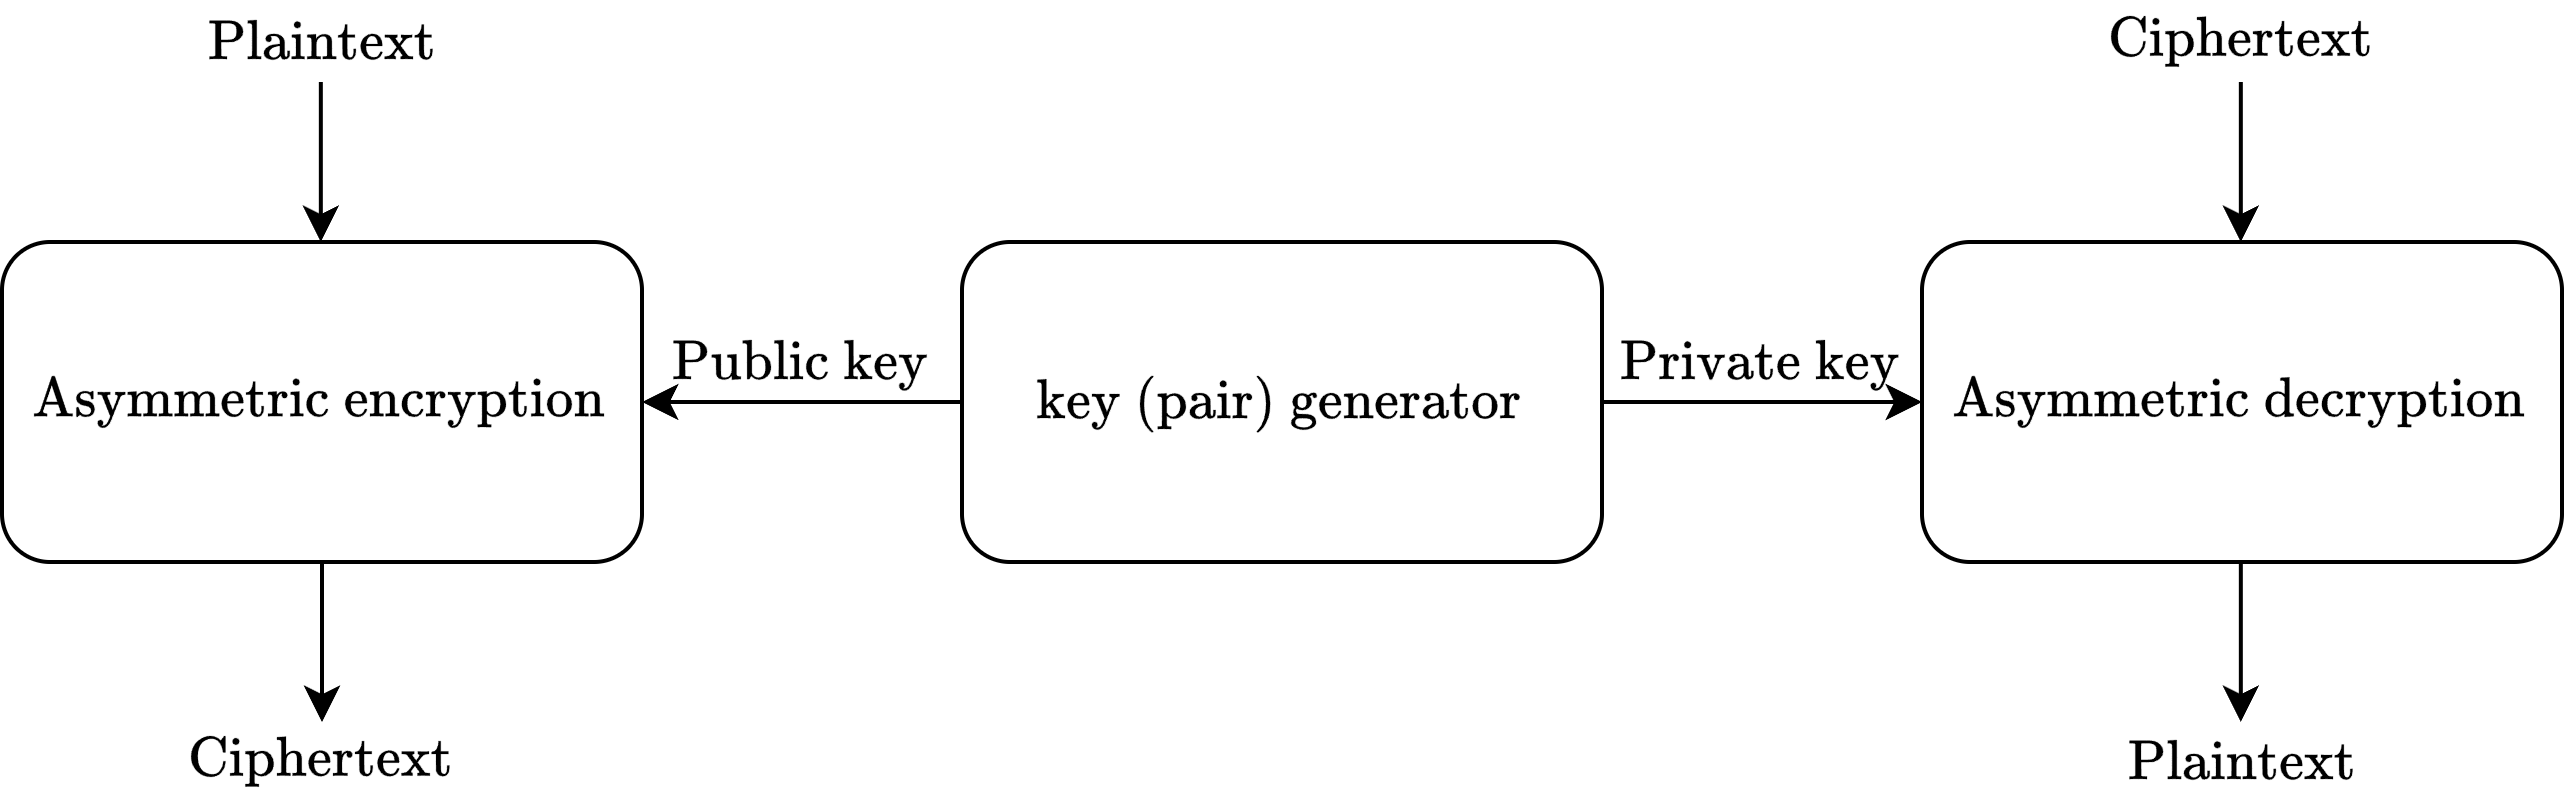 Plaintext
Ciphertext
Public key
Private key
Asymmetric encryption
key (pair) generator
Asymmetric decryption
Ciphertext
Plaintext